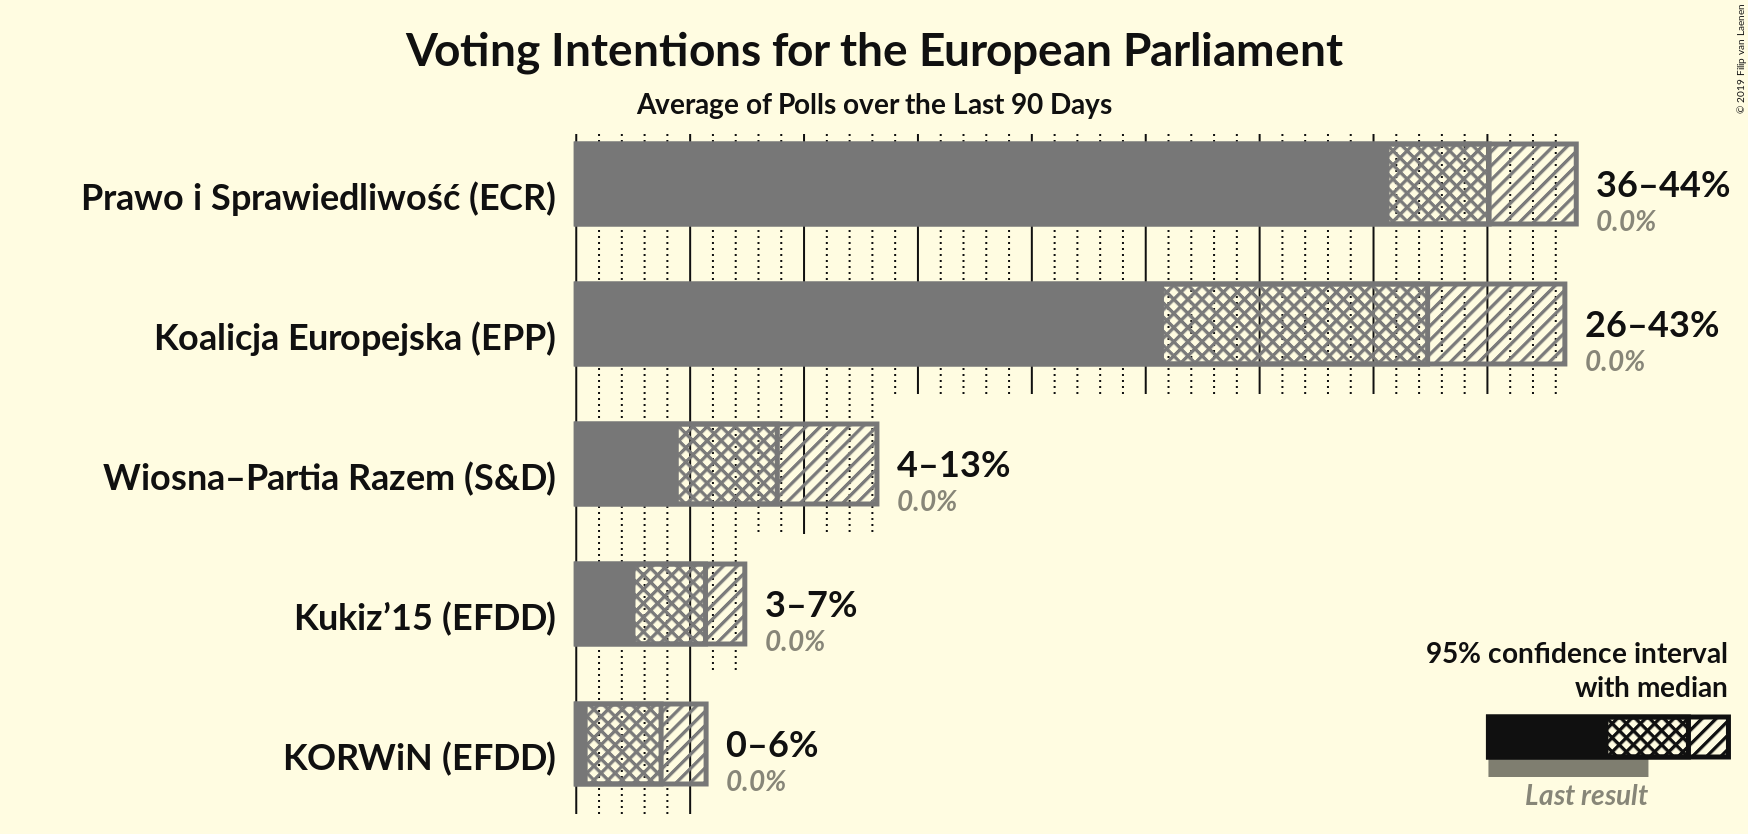 Voting Intentions for the European Parliament
Average of Polls over the Last 90 Days
© 2019 Filip van Laenen
Prawo i Sprawiedliwość (ECR)
36–44%
0.0%
Koalicja Europejska (EPP)
26–43%
0.0%
Wiosna–Partia Razem (S&D)
4–13%
0.0%
Kukiz’15 (EFDD)
3–7%
0.0%
KORWiN (EFDD)
0–6%
0.0%
95% confidence interval
with median
Last result